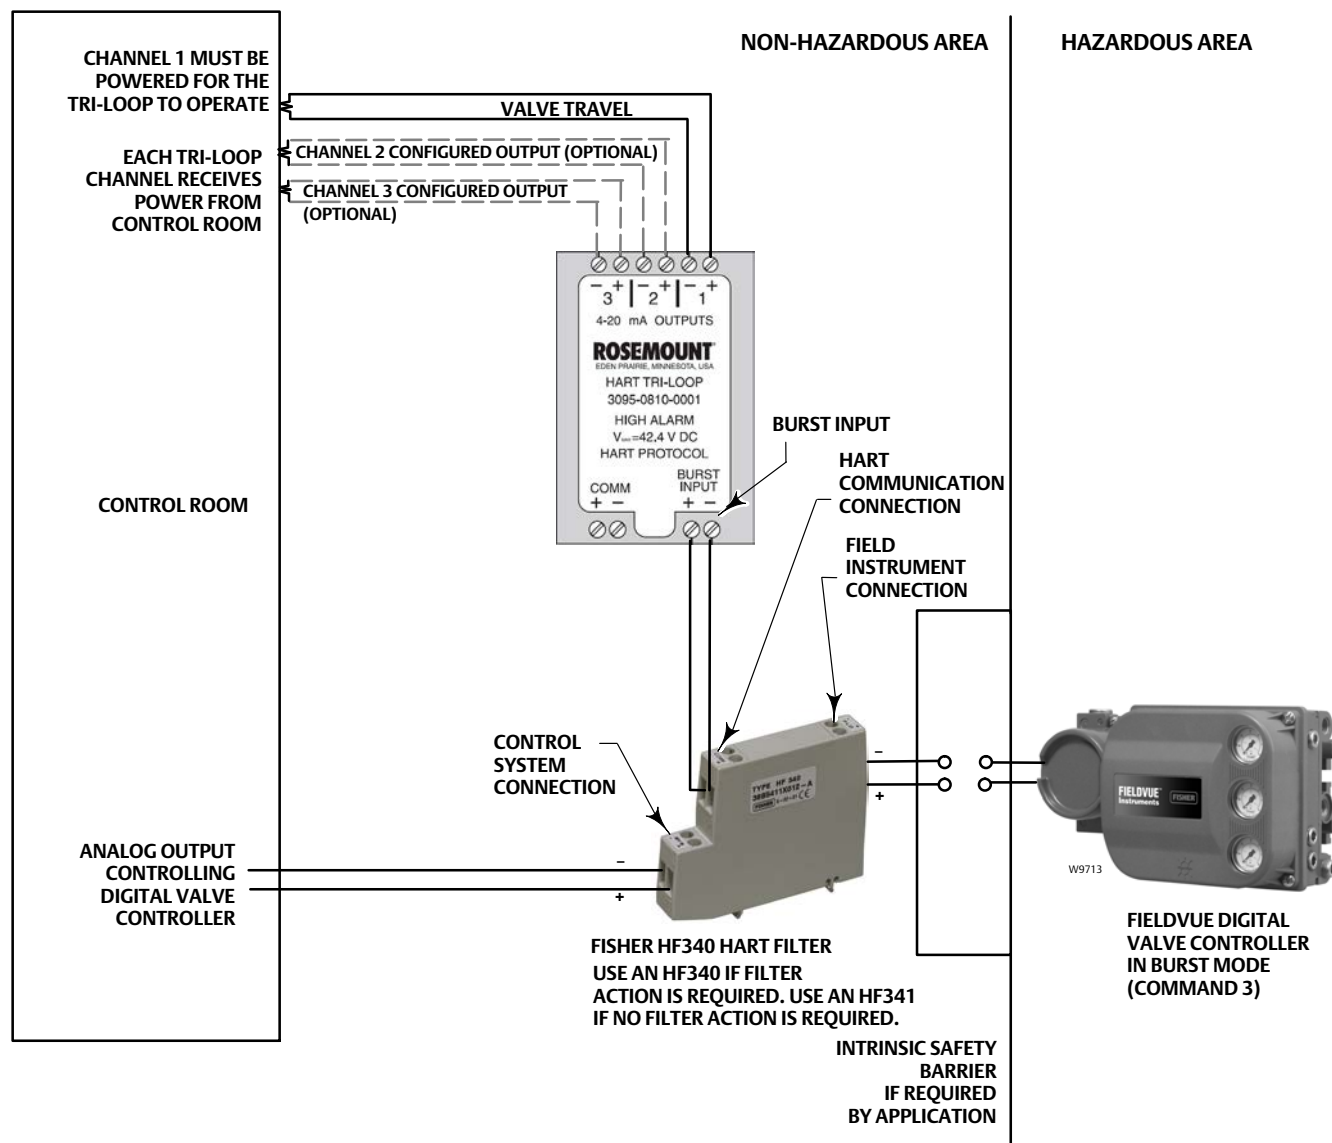 NON-HAZARDOUS AREA
HAZARDOUS AREA
CHANNEL 1 MUST BE
POWERED FOR THE
TRI-LOOP TO OPERATE
VALVE TRAVEL
EACH TRI-LOOP
CHANNEL RECEIVES
POWER FROM
CONTROL ROOM
CHANNEL 2 CONFIGURED OUTPUT (OPTIONAL)
CHANNEL 3 CONFIGURED OUTPUT
(OPTIONAL)
− + − + − +
3 2 1
4-20 mA OUTPUTS
ROSEMOUNT
EDEN PRAIRIE, MINNESOTA, USA
HART TRI-LOOP
3095-0810-0001
HIGH ALARM
=42.4 V DC
HART PROTOCOL
BURST
INPUT
+ −
COMM
+ −
BURST INPUT
HART
COMMUNICATION
CONNECTION
FIELD
INSTRUMENT
CONNECTION
CONTROL ROOM
CONTROL
SYSTEM
CONNECTION
TYPE HF 340
FISHER
−
+
FIELDVUE
Instruments
FISHER
W9713
ANALOG OUTPUT
CONTROLLING
DIGITAL VALVE
CONTROLLER
−
+
FISHER HF340 HART FILTER
USE AN HF340 IF FILTER
ACTION IS REQUIRED. USE AN HF341
IF NO FILTER ACTION IS REQUIRED.
FIELDVUE DIGITAL
VALVE CONTROLLER
IN BURST MODE
(COMMAND 3)
INTRINSIC SAFETY
BARRIER
IF REQUIRED
BY APPLICATION